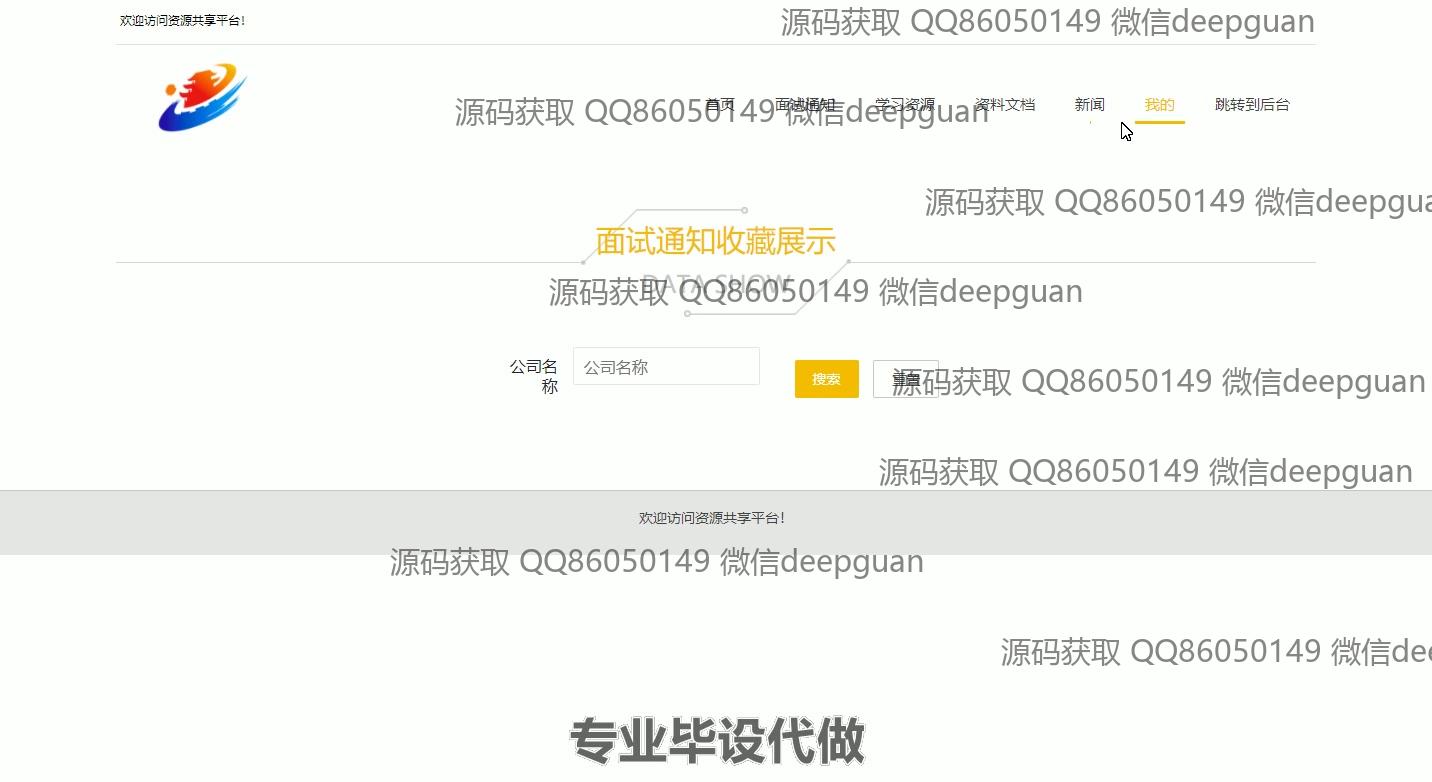 欢迎访问资源共享平台!
源码获取 QQ86050149 微信deepguan
首页
面试通知
学习资源
资料文档
新闻
我的
跳转到后台
源码获取 QQ86050149 微信deepguan
源码获取 QQ86050149 微信deepgua
面试通知收藏展示
DATA SHOW
源码获取 QQ86050149 微信deepguan
公司名
称
公司名称
搜索
源码获取 QQ86050149 微信deepguan
源码获取 QQ86050149 微信deepguan
欢迎访问资源共享平台!
源码获取 QQ86050149 微信deepguan
源码获取 QQ86050149 微信dee
专业毕设代做